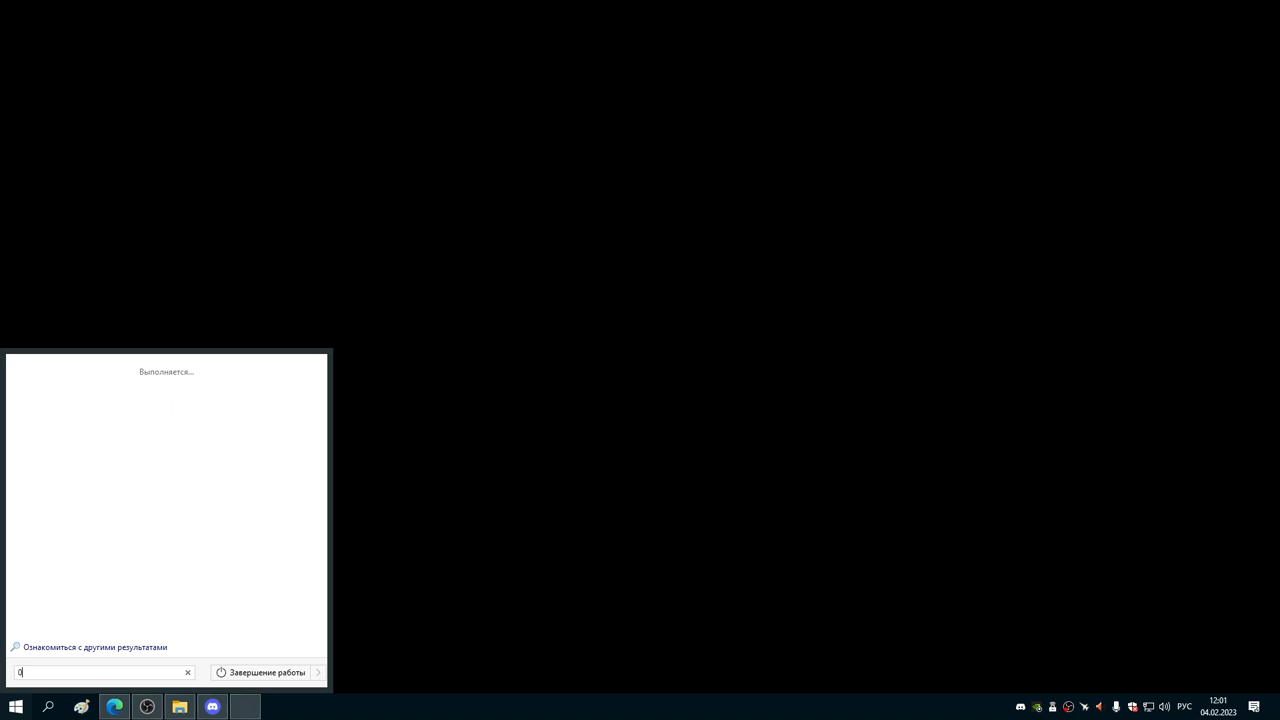 Выполняется...
Ознакомиться с другими результатами
0
Завершение работы
РУС
12:01
04.02.2023